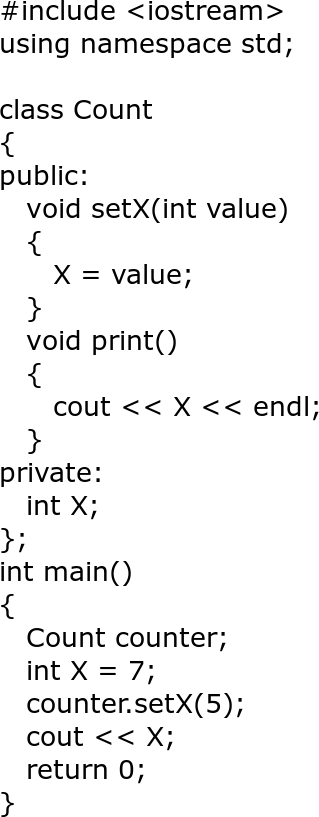 #include <iostream>
using namespace std;

class Count
{
public:
   void setX(int value)
   {
      X = value;
   }
   void print()
   {
      cout << X << endl;
   }
private:
   int X;
};
int main()
{
   Count counter;
   int X = 7;
   counter.setX(5);
   cout << X;
   return 0;
}